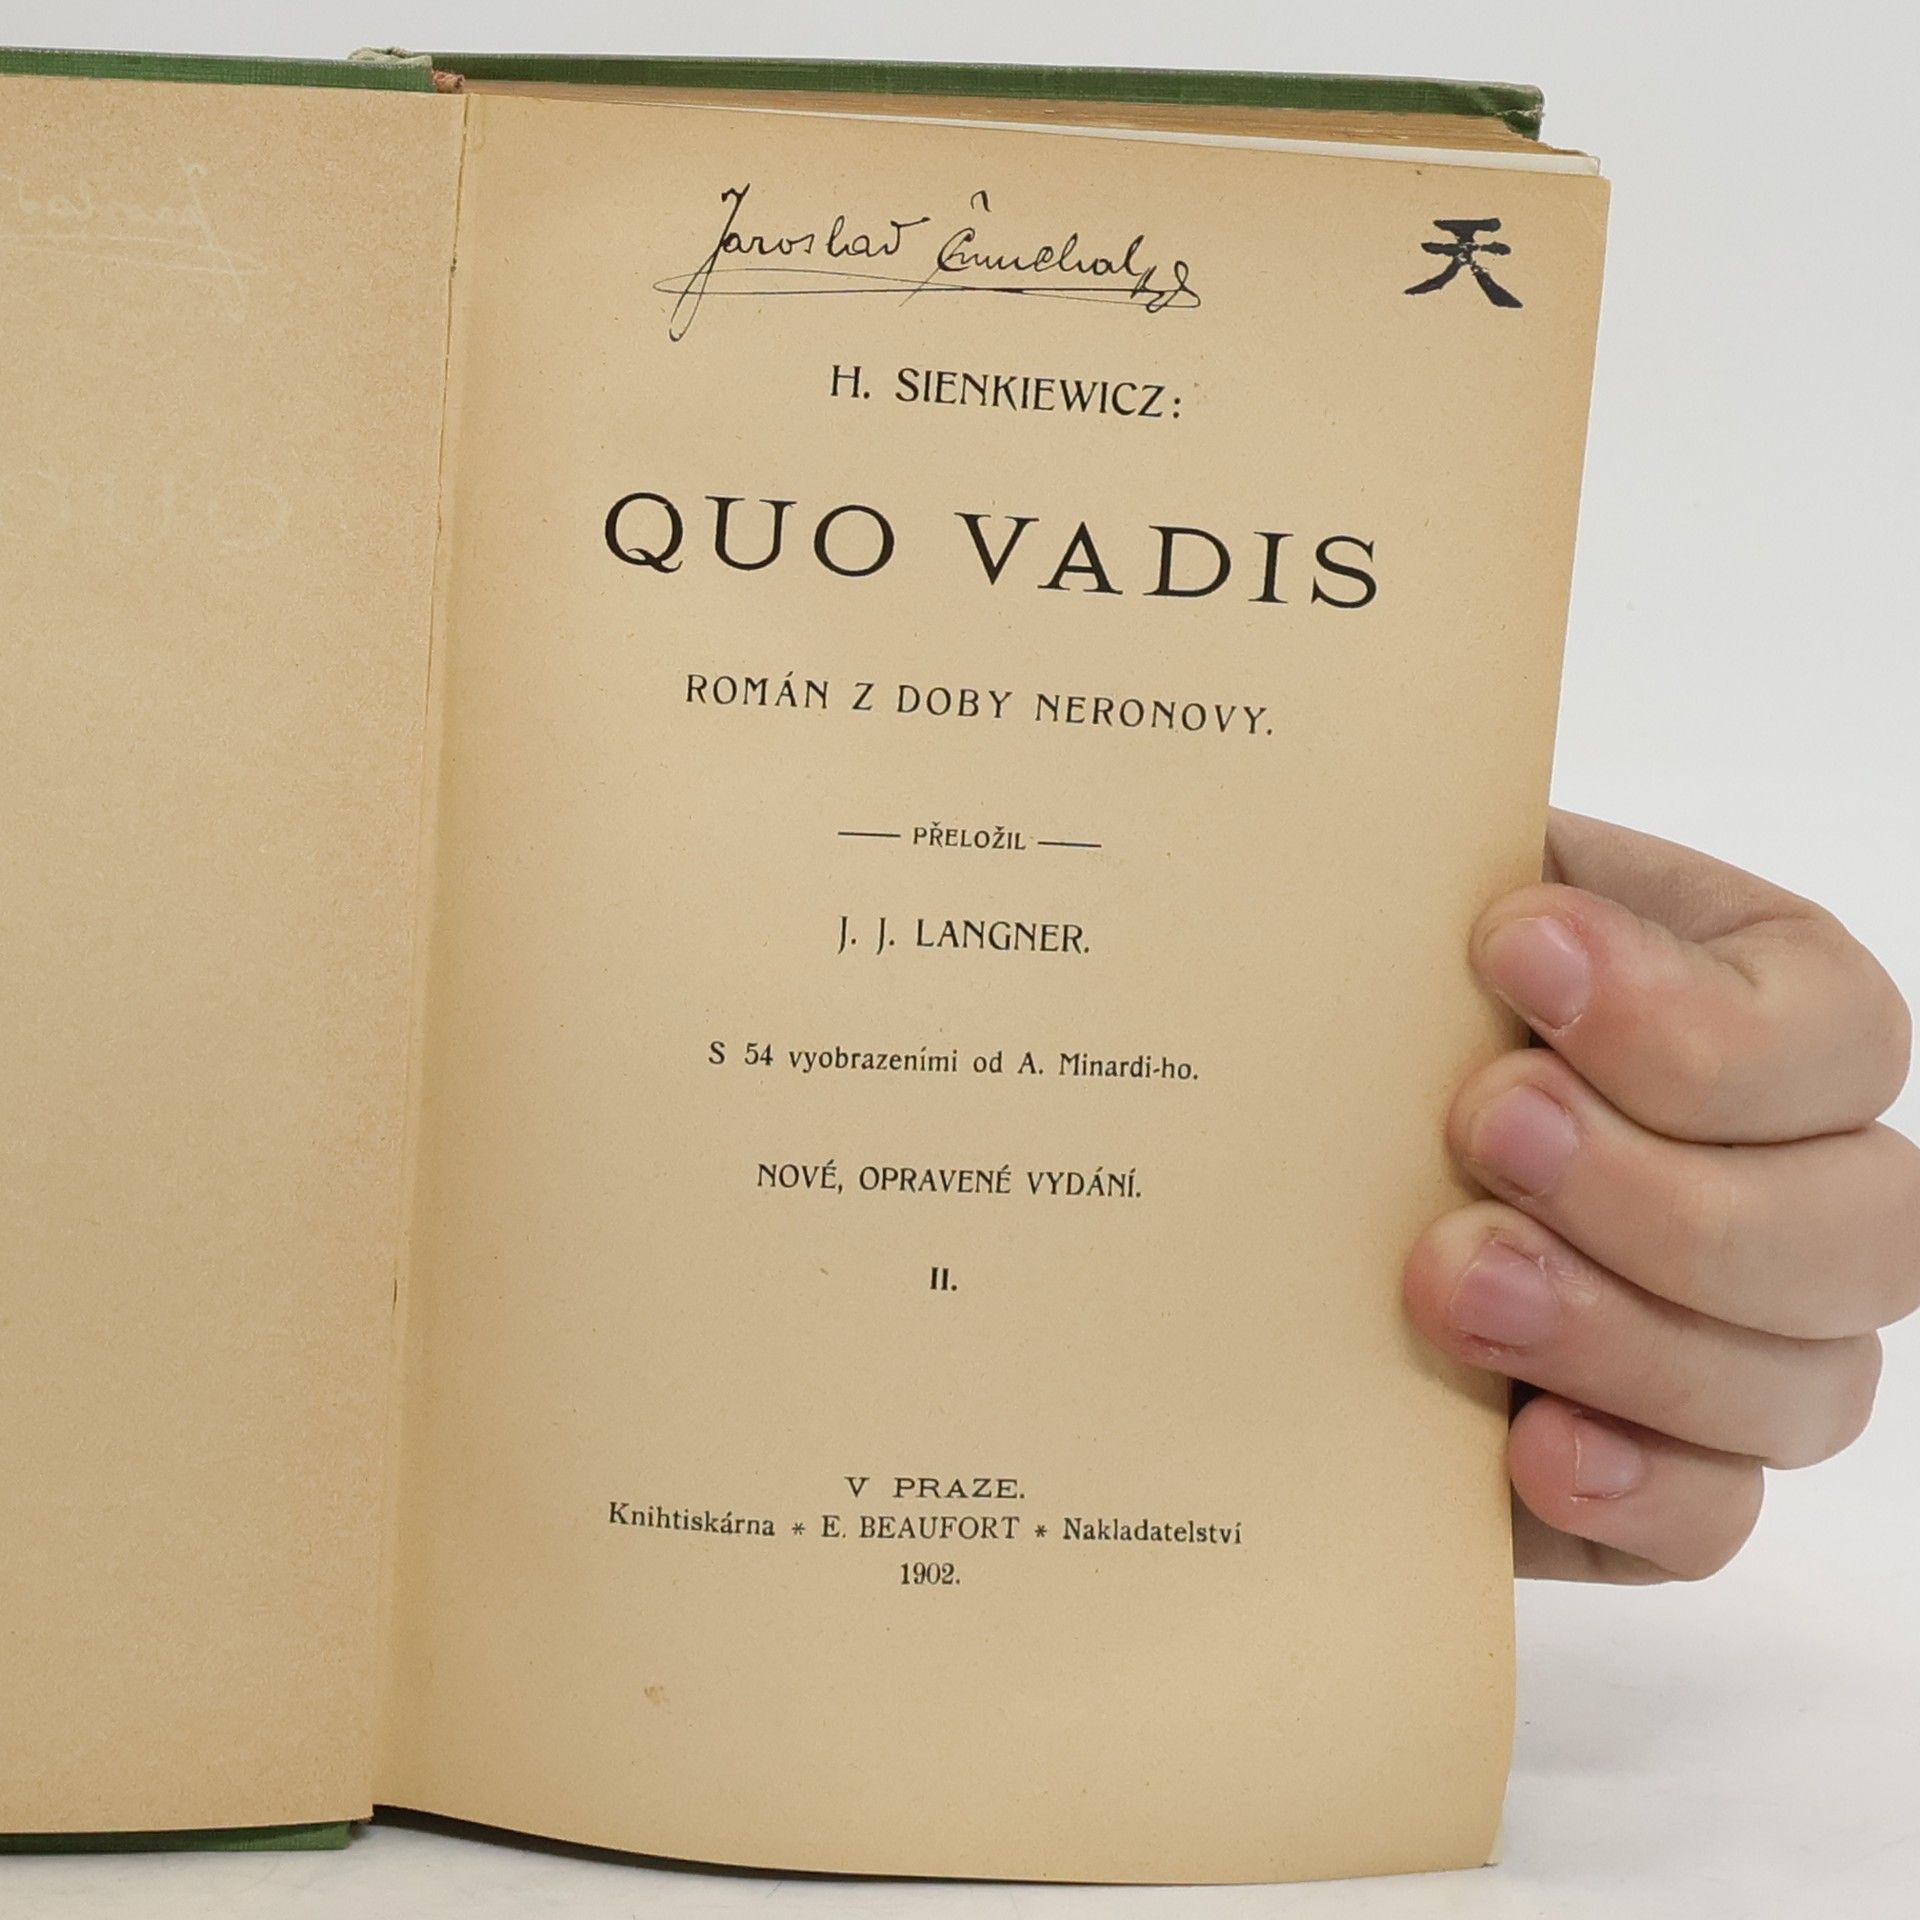 Jaroslav
天
H. SIENKIEWICZ:
QUO VADIS
ROMÁN Z DOBY NERONOVY.
PŘELOŽIL
J. J. LANGNER.
S 54 vyobrazeními od A. Minardi-ho.
NOVÉ, OPRAVENÉ VYDÁNÍ.
II.
V PRAZE.
Knihtiskárna * E. BEAUFORT * Nakladatelství
1902.